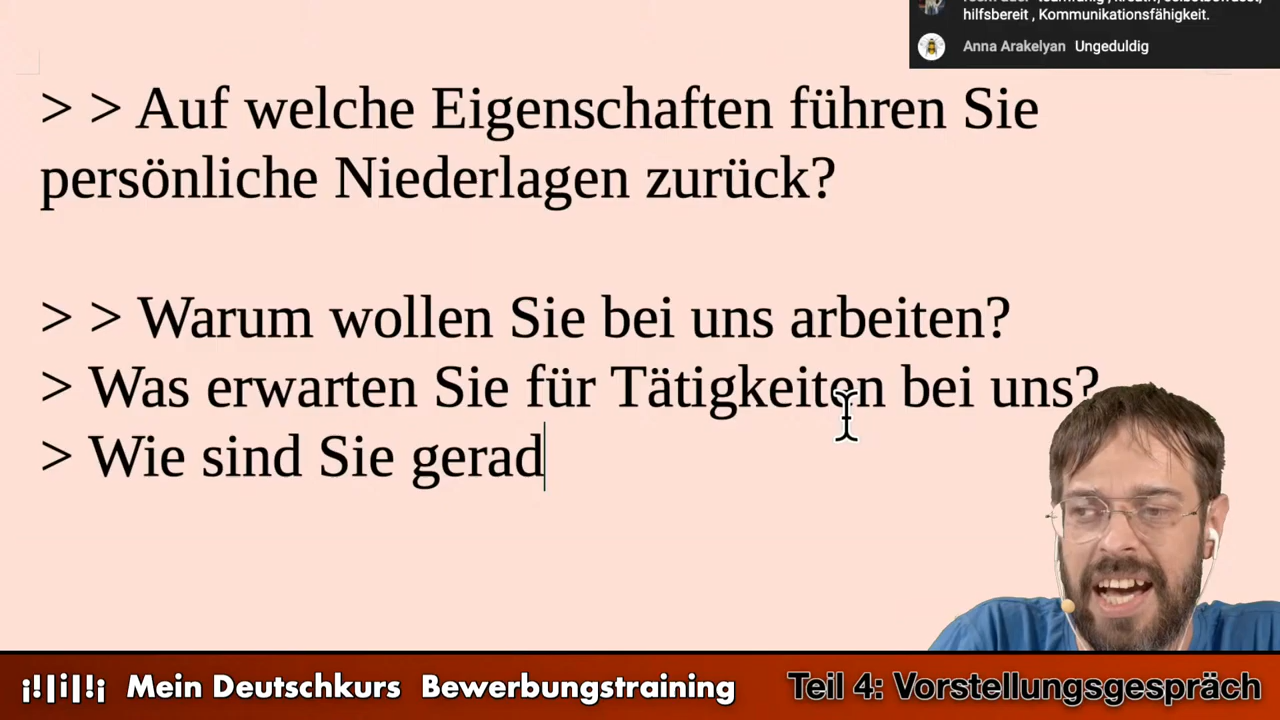 hilfsbereit , Kommunikationsfähigkeit.
Anna Arakelyan Ungeduldig
> > Auf welche Eigenschaften führen Sie
persönliche Niederlagen zurück?
> > Warum wollen Sie bei uns arbeiten?
> Was erwarten Sie für Tätigkeiten bei uns?
> Wie sind Sie gerad
¡!|i|!¡ Mein Deutschkurs Bewerbungstraining
Teil 4: Vorstellungsgespräch